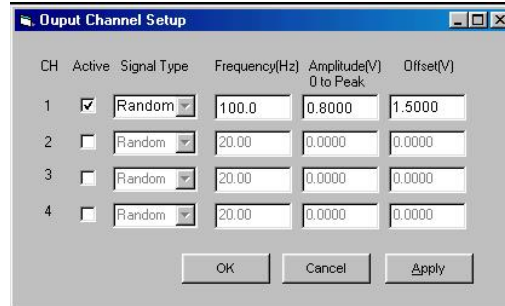 Ouput Channel Setup
CH Active Signal Type Frequency(Hz) Amplitude(V) 0 to Peak Offset(V)
1 Random 100.0 0.8000 1.5000
2 Random 20.00 0.0000 0.0000
3 Random 20.00 0.0000 0.0000
4 Random 20.00 0.0000 0.0000
OK Cancel Apply